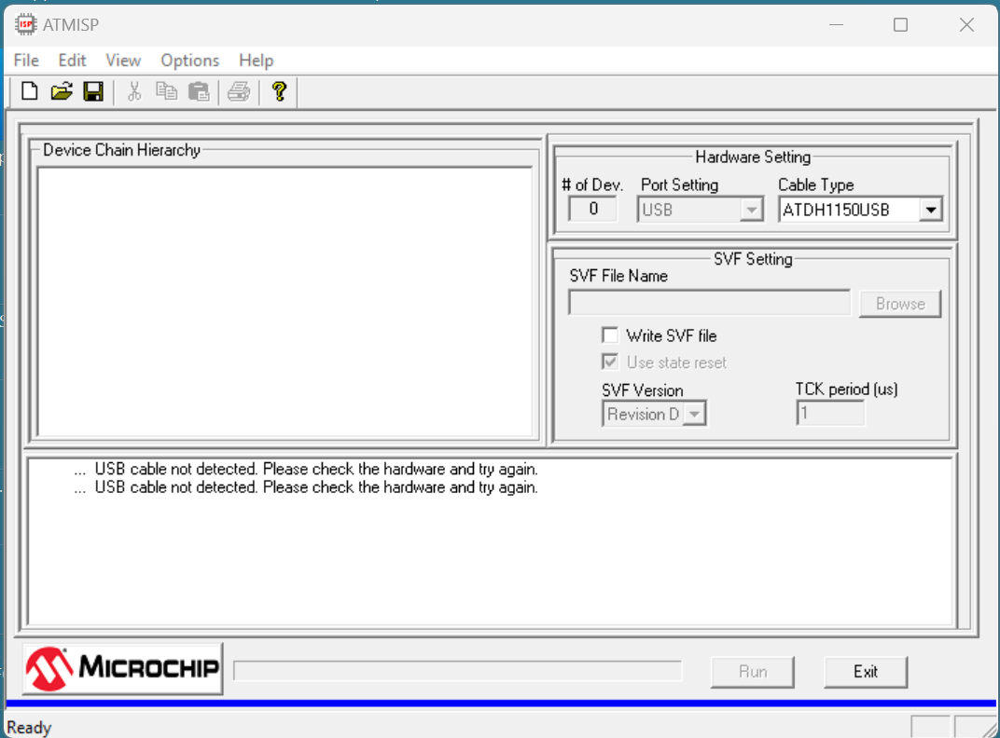 ISP ATMISP
File Edit View Options Help
Device Chain Hierarchy
Hardware Setting
# of Dev. Port Setting Cable Type
0 USB ATDH1150USB
SVF Setting
SVF File Name
Browse
Write SVF file
Use state reset
SVF Version TCK period (us)
Revision D 1
... USB cable not detected. Please check the hardware and try again.
... USB cable not detected. Please check the hardware and try again.
MICROCHIP Run Exit
Ready